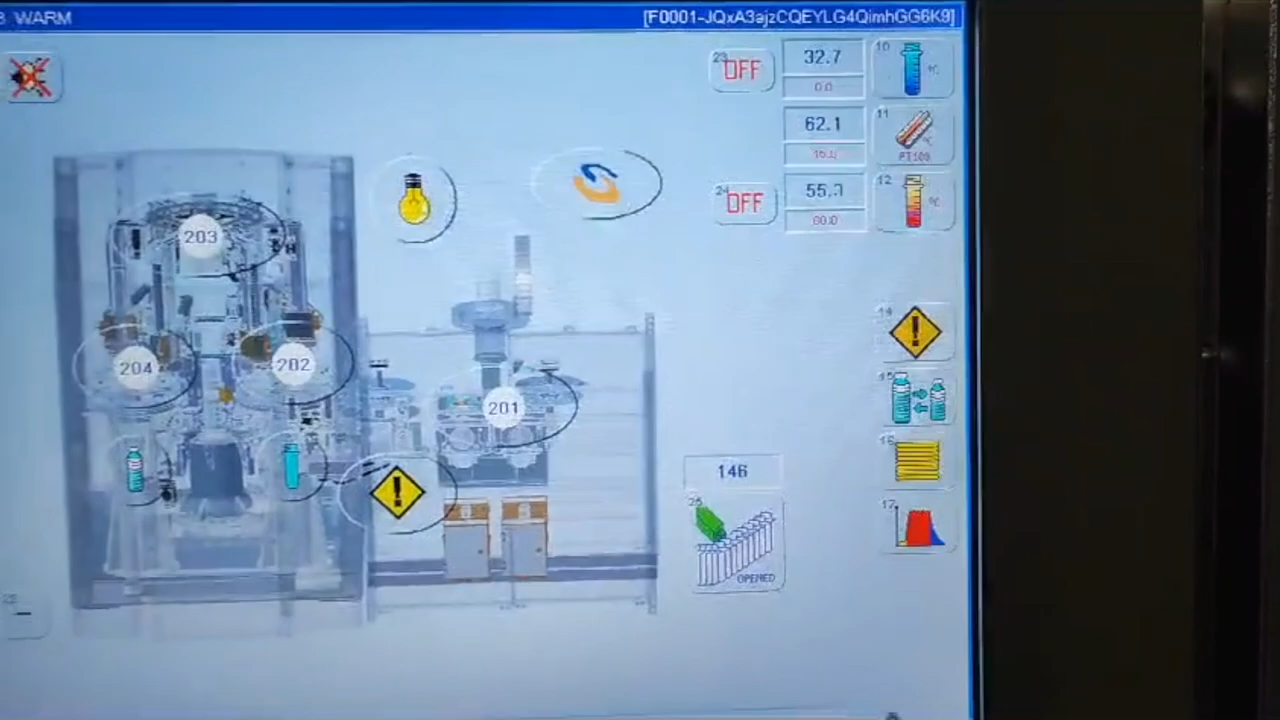 WARM
[F0001-JQxA3ajzCQEYLG4QimhGG6K9]
23
OFF
32.7
0.0
10
°C
62.1
11
°C
PT100
24
OFF
55.3
60.0
12
°C
203
204
202
201
14
15
16
17
146
OPENED